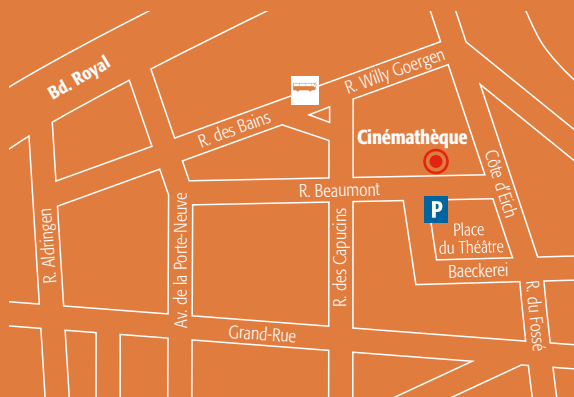 Bd. Royal
R. Willy Goergen
R. des Bains
Cinémathèque
Côte d'Eich
R. Beaumont
P
Place
du Théâtre
Baeckerei
R. Aldringen
Av. de la Porte-Neuve
R. des Capucins
R. du Fossé
Grand-Rue